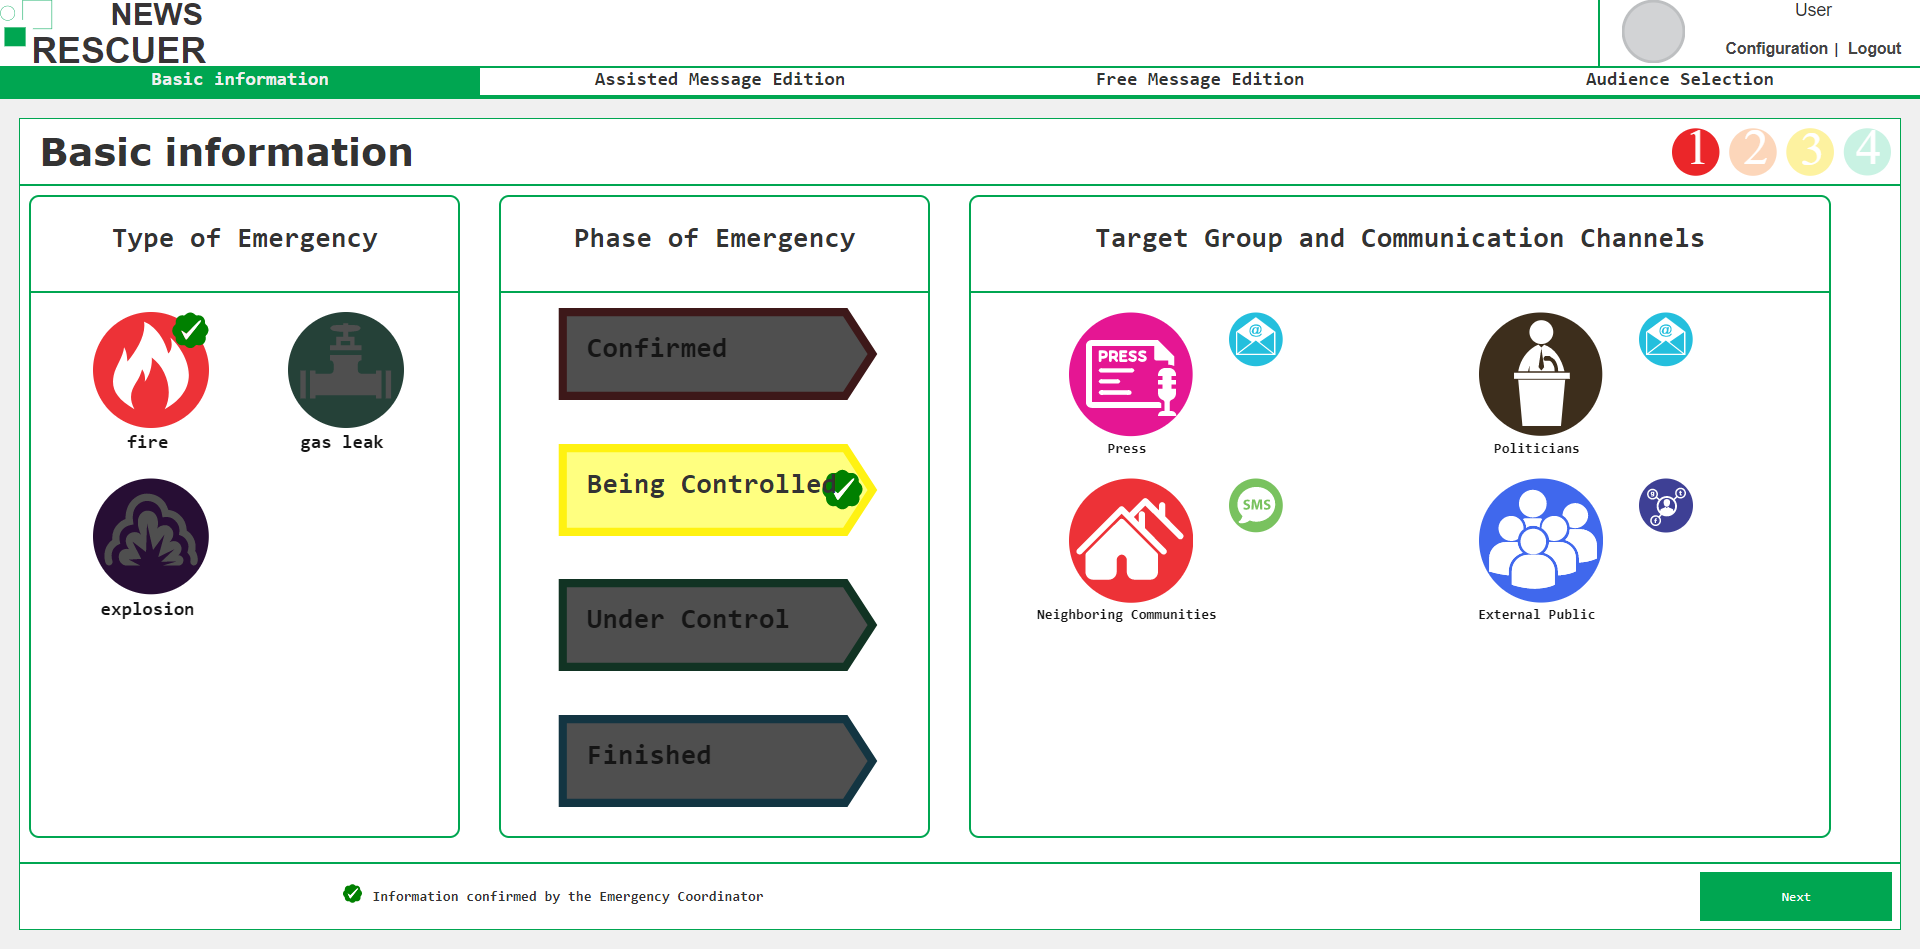 NEWS
RESCUER
User
Configuration | Logout
Basic information
Assisted Message Edition
Free Message Edition
Audience Selection
Basic information
1 2 3 4
Type of Emergency
fire
gas leak
explosion
Phase of Emergency
Confirmed
Being Controlled
Under Control
Finished
Target Group and Communication Channels
PRESS
Press
@
Politicians
@
Neighboring Communities
SMS
External Public
Information confirmed by the Emergency Coordinator
Next